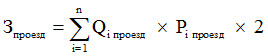 З проезд = n ∑ i=1 Q i проезд × P i проезд × 2